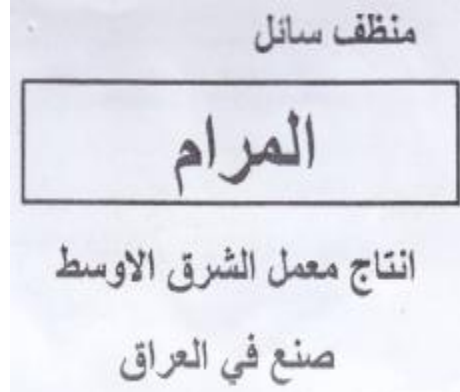 منظف سائل
المرام
انتاج معمل الشرق الاوسط
صنع في العراق